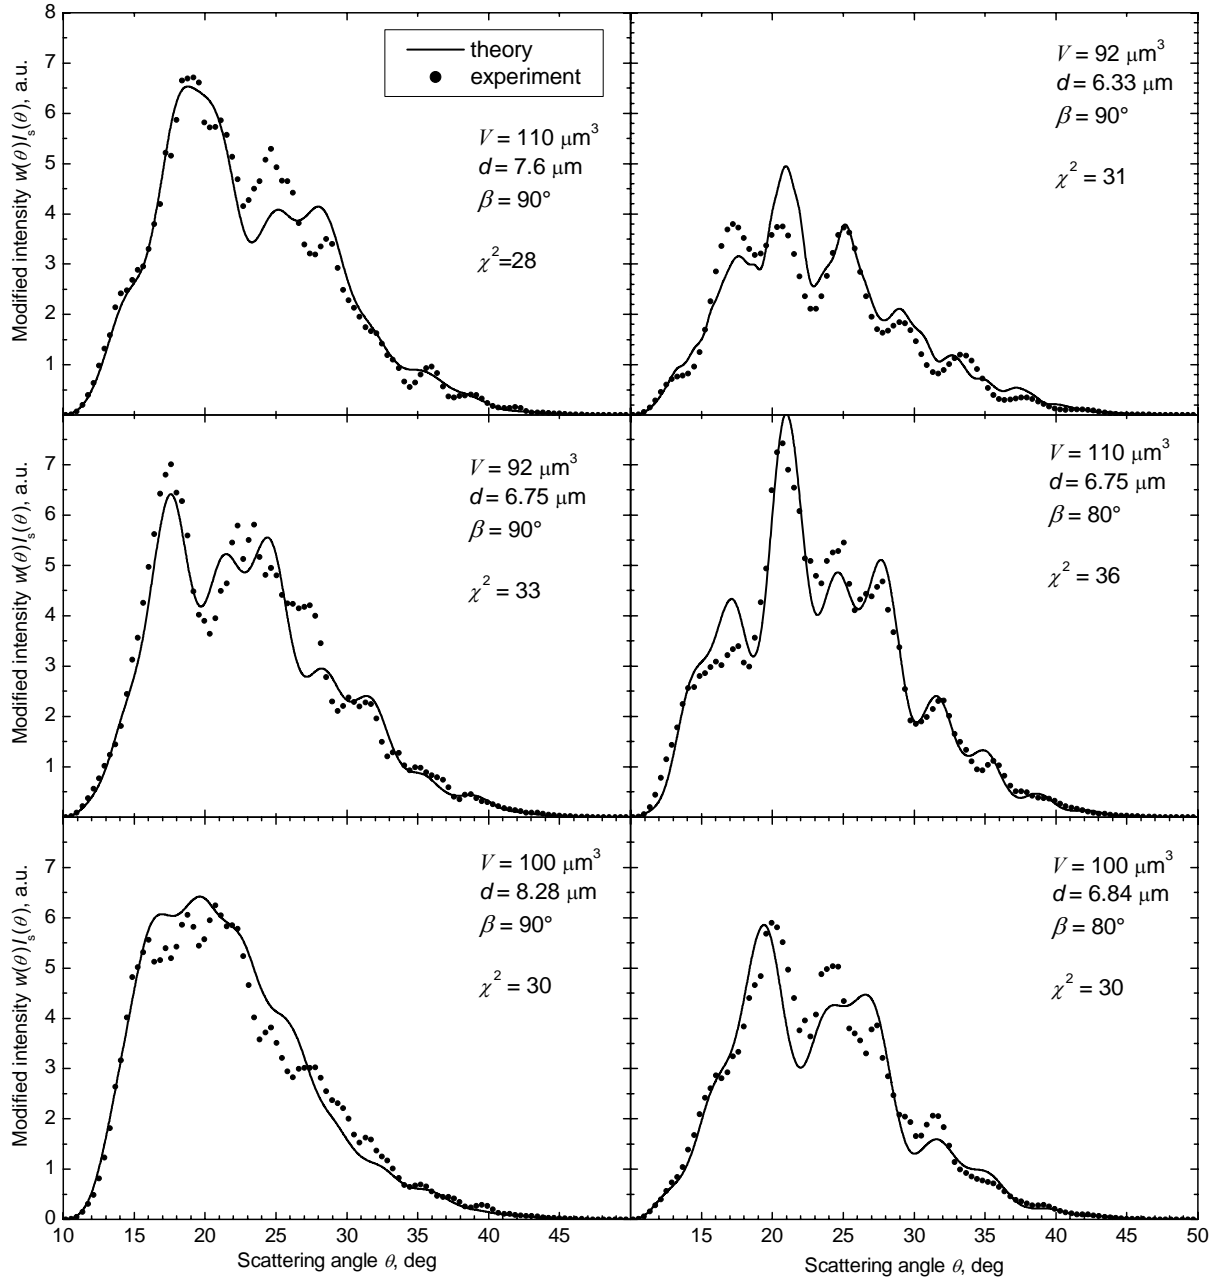 8
7
6
5
4
3
2
1
Modified intensity w(θ)I_s(θ), a.u.
theory
experiment
V = 110 μm³
d = 7.6 μm
β = 90°
χ²=28
V = 92 μm³
d = 6.33 μm
β = 90°
χ² = 31
7
6
5
4
3
2
1
Modified intensity w(θ)I_s(θ), a.u.
V = 92 μm³
d = 6.75 μm
β = 90°
χ² = 33
V = 110 μm³
d = 6.75 μm
β = 80°
χ² = 36
7
6
5
4
3
2
1
0
Modified intensity w(θ)I_s(θ), a.u.
V = 100 μm³
d = 8.28 μm
β = 90°
χ² = 30
10 15 20 25 30 35 40 45
Scattering angle θ, deg
V = 100 μm³
d = 6.84 μm
β = 80°
χ² = 30
15 20 25 30 35 40 45 50
Scattering angle θ, deg